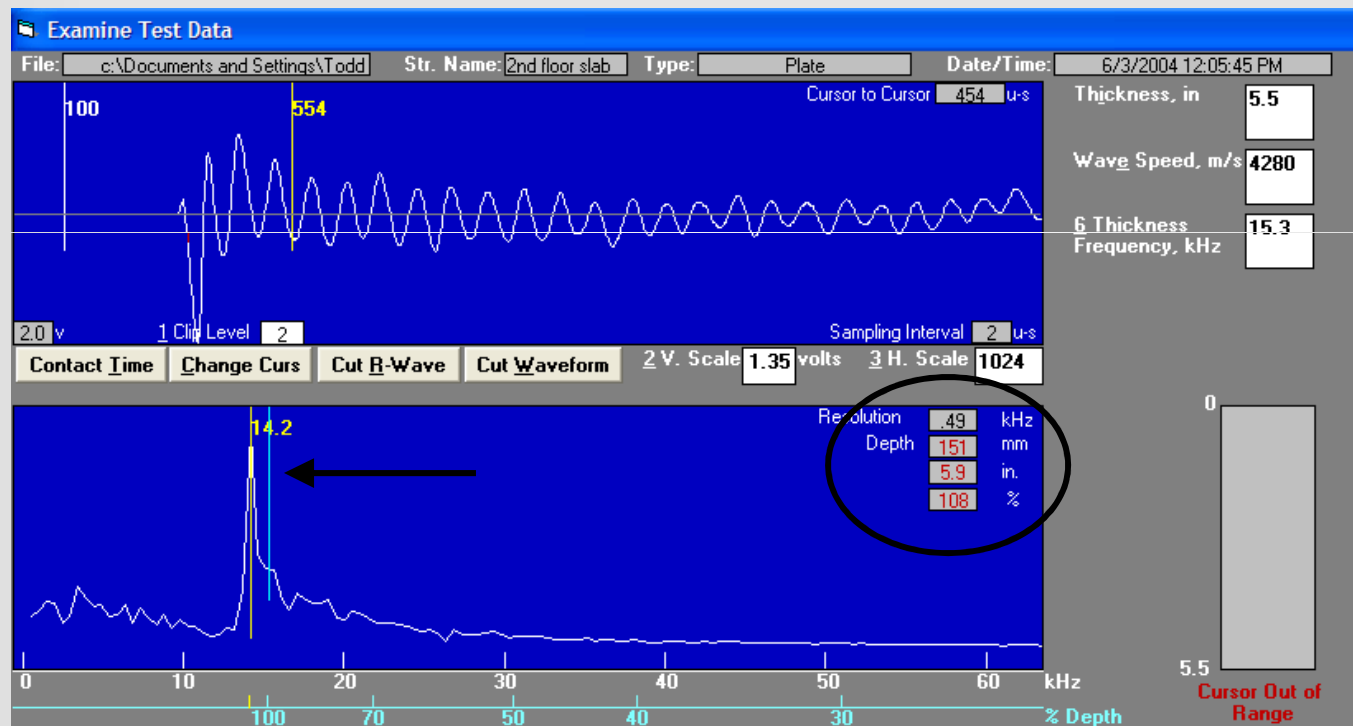 Examine Test Data
File: c:\Documents and Settings\Todd Str. Name: 2nd floor slab Type: Plate Date/Time: 6/3/2004 12:05:45 PM
100 554 Cursor to Cursor 454 u-s
Thickness, in 5.5
Wave Speed, m/s 4280
6 Thickness Frequency, kHz 15.3
2.0 v 1 Clip Level 2 Sampling Interval 2 u-s
Contact Time Change Curs Cut R-Wave Cut Waveform 2 V. Scale 1.35 volts 3 H. Scale 1024
14.2
Resolution .49 kHz
Depth 151 mm
5.9 in.
108 %
0
5.5
Cursor Out of
Range
0 10 20 30 40 50 60 kHz
100 70 50 40 30 % Depth